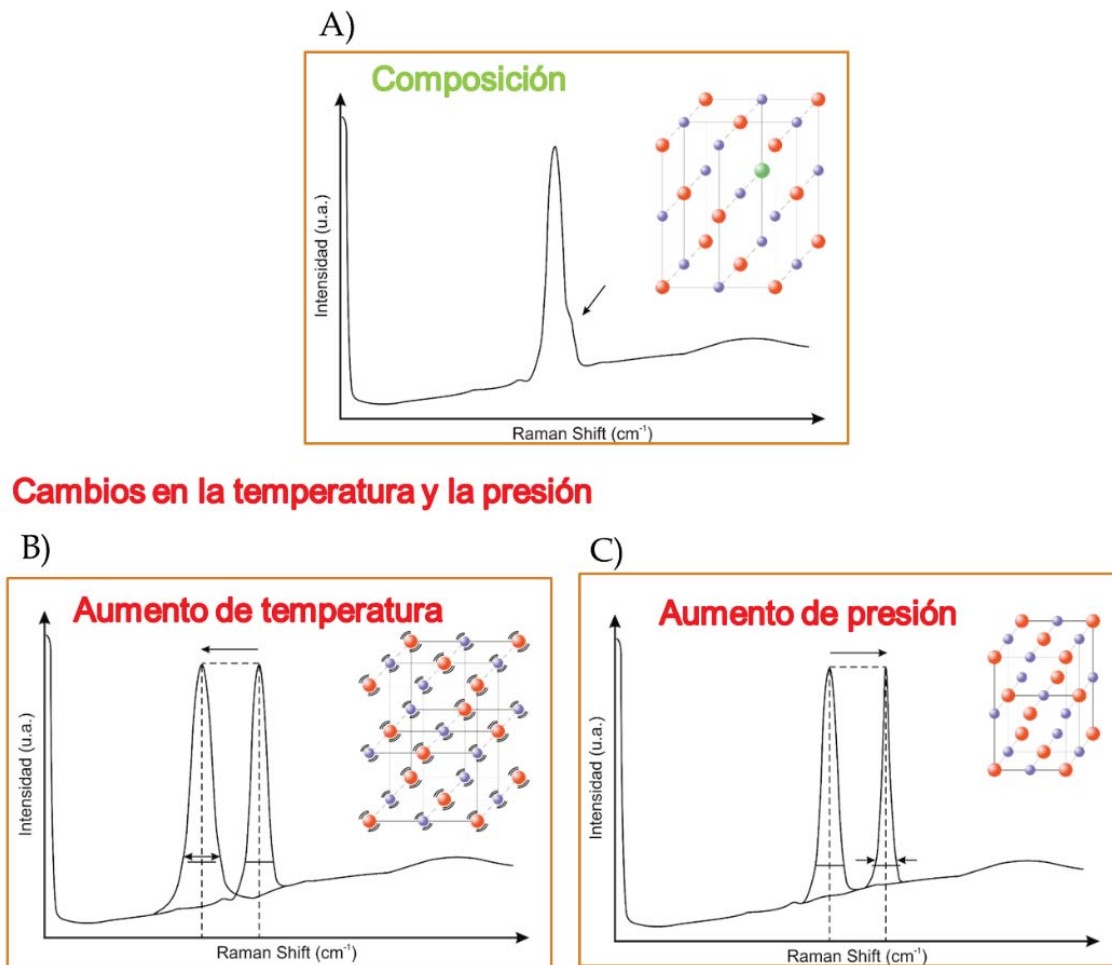 A)
Composición
Intensidad (u.a.)
Raman Shift (cm⁻¹)
Cambios en la temperatura y la presión
B)
Aumento de temperatura
Intensidad (u.a.)
Raman Shift (cm⁻¹)
C)
Aumento de presión
Intensidad (u.a.)
Raman Shift (cm⁻¹)